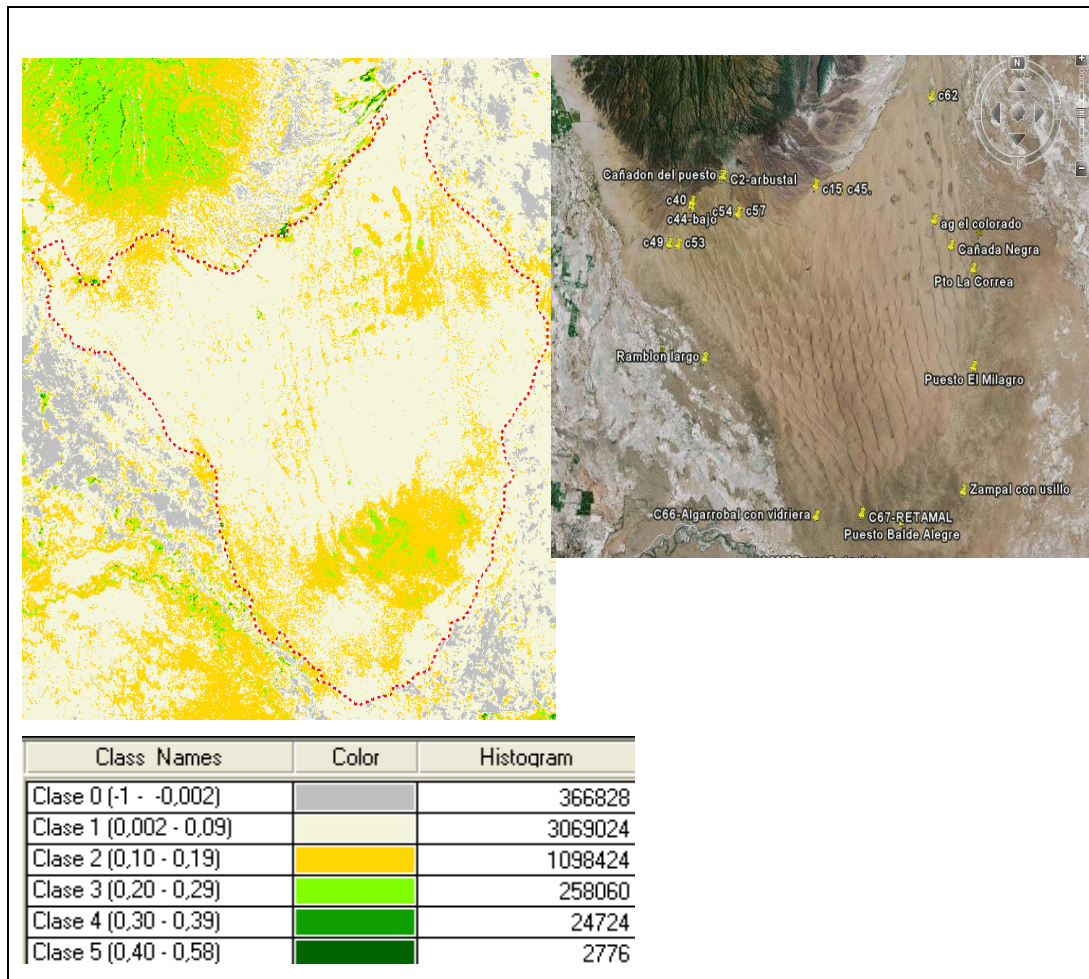 N
c62
Cañadon del puesto
C2-arbustal
c15 c45.
c40
c54
c57
c44-bajo
ag el colorado
c49
c53
Cañada Negra
Pto La Correa
Ramblon largo
Puesto El Milagro
Zampal con usillo
C66-Algarrobal con vidriera
C67-RETAMAL
Puesto Balde Alegre
Class Names Color Histogram
Clase 0 (-1 - -0,002) 366828
Clase 1 (0,002 - 0,09) 3069024
Clase 2 (0,10 - 0,19) 1098424
Clase 3 (0,20 - 0,29) 258060
Clase 4 (0,30 - 0,39) 24724
Clase 5 (0,40 - 0,58) 2776